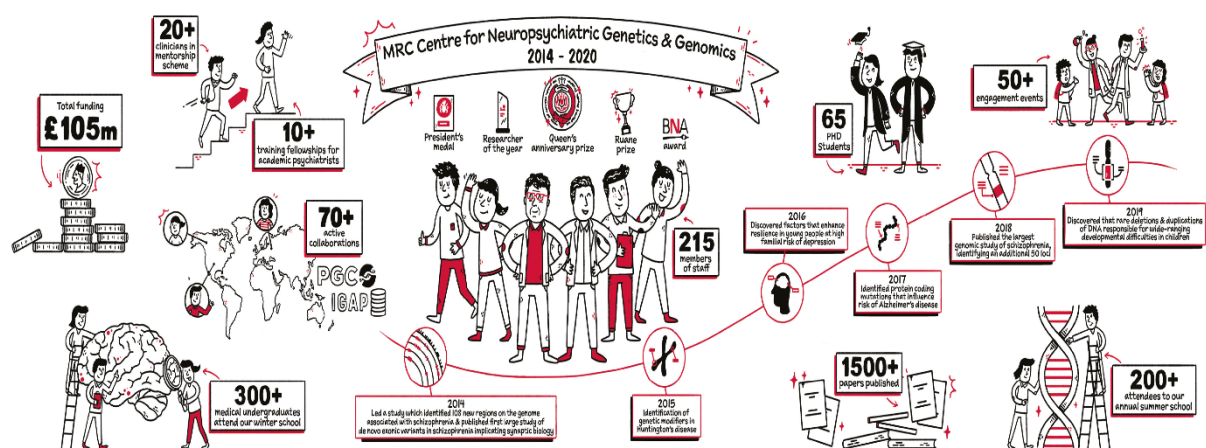 MRC Centre for Neuropsychiatric Genetics & Genomics
2014 - 2020
20+
clinicians in
mentorship
scheme
10+
training fellowships for
academic psychiatrists
Total funding
£105m
70+
active
collaborations
PGC
IGAP
300+
medical undergraduates
attend our winter school
President's
medal
Researcher
of the year
Queen's
anniversary prize
Ruane
prize
BNA
award
215
members
of staff
65
PHD
Students
50+
engagement events
2014
Led a study which identified 108 new regions on the genome
associated with schizophrenia & published first large study of
de novo exonic variants in schizophrenia implicating synaptic biology
2015
Identification of
genetic modifiers in
Huntington's disease
2016
Discovered factors that enhance
resilience in young people at high
familial risk of depression
2017
Identified protein coding
mutations that influence
risk of Alzheimer's disease
2018
Published the largest
genomic study of schizophrenia,
identifying an additional 50 loci
2019
Discovered that rare deletions & duplications
of DNA responsible for wide-ranging
developmental difficulties in children
1500+
papers published
200+
attendees to our
annual summer school